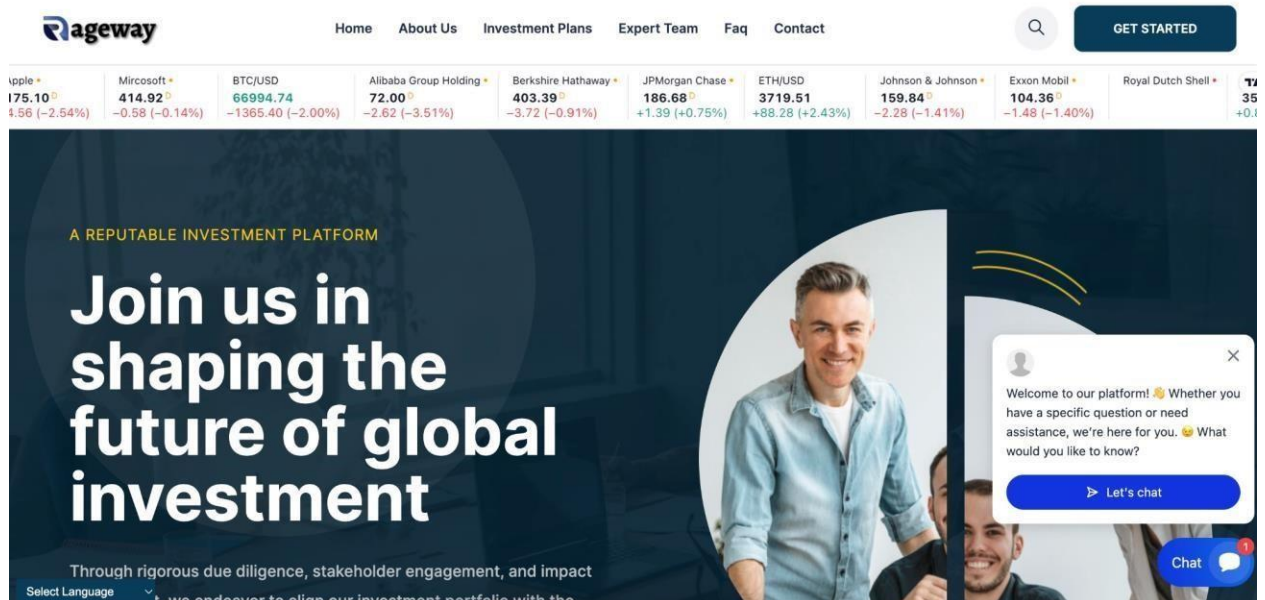 Rageway
Home About Us Investment Plans Expert Team Faq Contact
GET STARTED
Mircosoft BTC/USD Alibaba Group Holding Berkshire Hathaway JPMorgan Chase ETH/USD Johnson & Johnson Exxon Mobil Royal Dutch Shell
414.92 D 66994.74 72.00 D 403.39 D 186.68 D 3719.51 159.84 D 104.36 D
−0.58 (−0.14%) −1365.40 (−2.00%) −2.62 (−3.51%) −3.72 (−0.91%) +1.39 (+0.75%) +88.28 (+2.43%) −2.28 (−1.41%) −1.48 (−1.40%)
A REPUTABLE INVESTMENT PLATFORM
Join us in
shaping the
future of global
investment
Through rigorous due diligence, stakeholder engagement, and impact
Select Language
Welcome to our platform! 👋 Whether you
have a specific question or need
assistance, we're here for you. 😉 What
would you like to know?
Let's chat
Chat
1